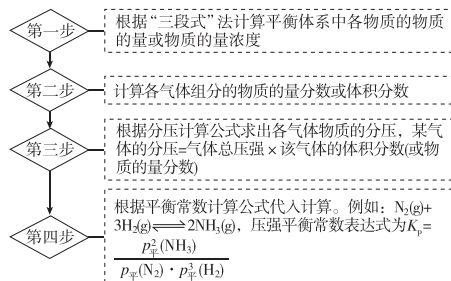 第一步
根据“三段式”法计算平衡体系中各物质的物质
的量或物质的量浓度
第二步
计算各气体组分的物质的量分数或体积分数
第三步
根据分压计算公式求出各气体物质的分压，某气
体的分压=气体总压强×该气体的体积分数(或物
质的量分数)
第四步
根据平衡常数计算公式代入计算。例如：N₂(g)+
3H₂(g)⇌2NH₃(g)，压强平衡常数表达式为Kₚ=
p²平(NH₃)
p平(N₂)·p³平(H₂)